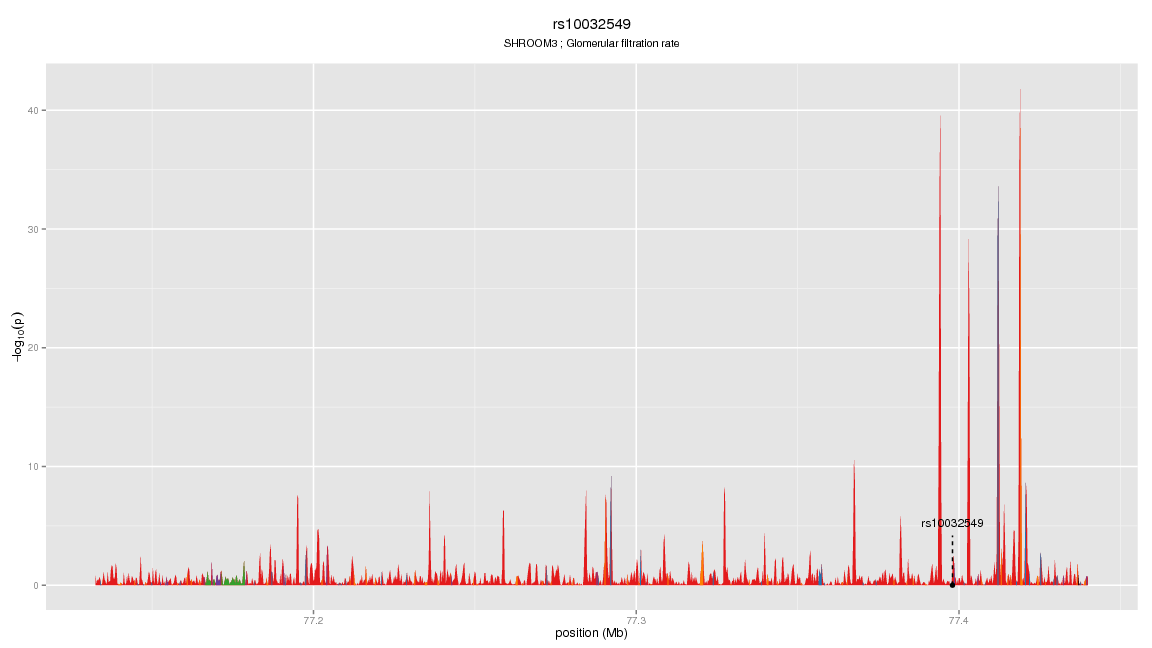 rs10032549
SHROOM3 ; Glomerular filtration rate
40
30
20
10
0
−log10(p)
rs10032549
77.2
77.3
77.4
position (Mb)